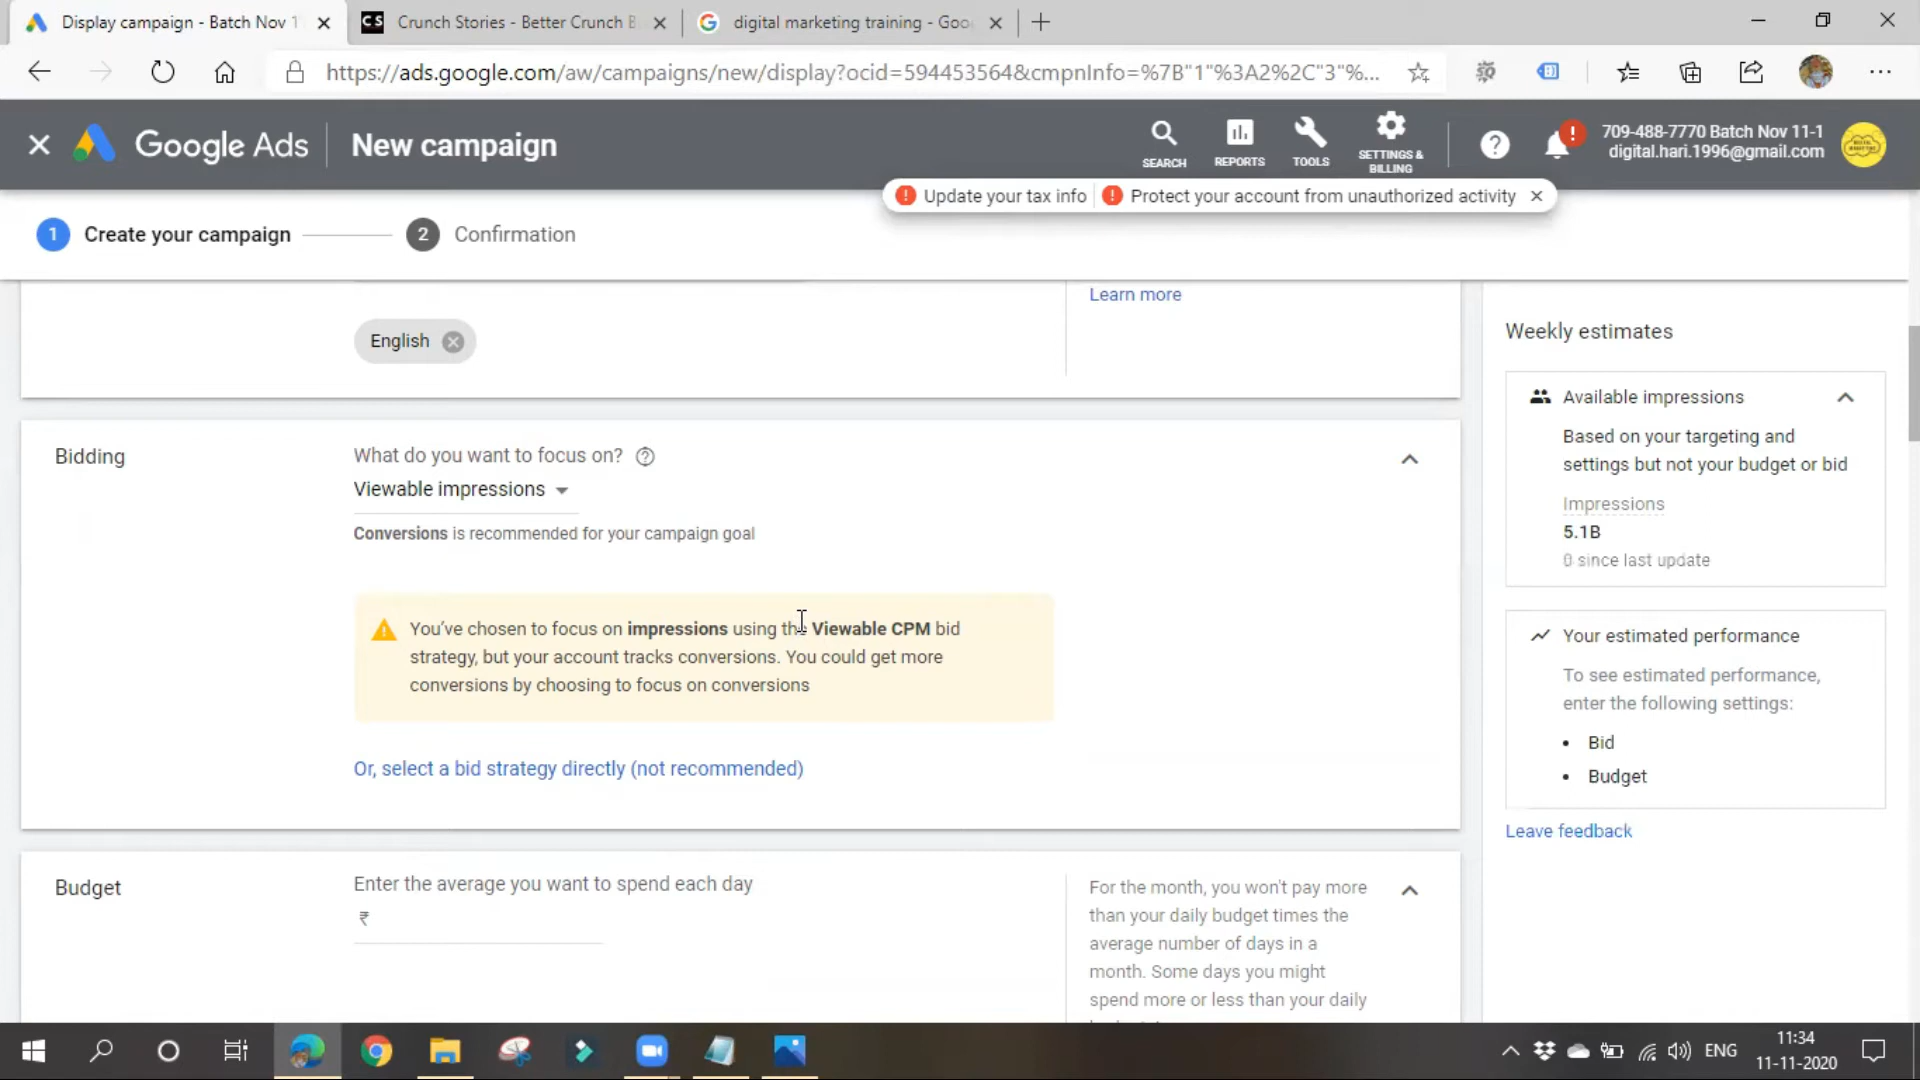 Display campaign - Batch Nov 1
Crunch Stories - Better Crunch B
digital marketing training - Goo
https://ads.google.com/aw/campaigns/new/display?ocid=594453564&cmpnInfo=%7B"1"%3A2%2C"3"%...
Google Ads
New campaign
SEARCH
REPORTS
TOOLS
SETTINGS &
BILLING
709-488-7770 Batch Nov 11-1
digital.hari.1996@gmail.com
Update your tax info
Protect your account from unauthorized activity
1 Create your campaign
2 Confirmation
Learn more
English
Bidding
What do you want to focus on?
Viewable impressions
Conversions is recommended for your campaign goal
You've chosen to focus on impressions using the Viewable CPM bid
strategy, but your account tracks conversions. You could get more
conversions by choosing to focus on conversions
Or, select a bid strategy directly (not recommended)
Budget
Enter the average you want to spend each day
₹
For the month, you won't pay more
than your daily budget times the
average number of days in a
month. Some days you might
spend more or less than your daily
Weekly estimates
Available impressions
Based on your targeting and
settings but not your budget or bid
Impressions
5.1B
0 since last update
Your estimated performance
To see estimated performance,
enter the following settings:
Bid
Budget
Leave feedback
ENG
11:34
11-11-2020